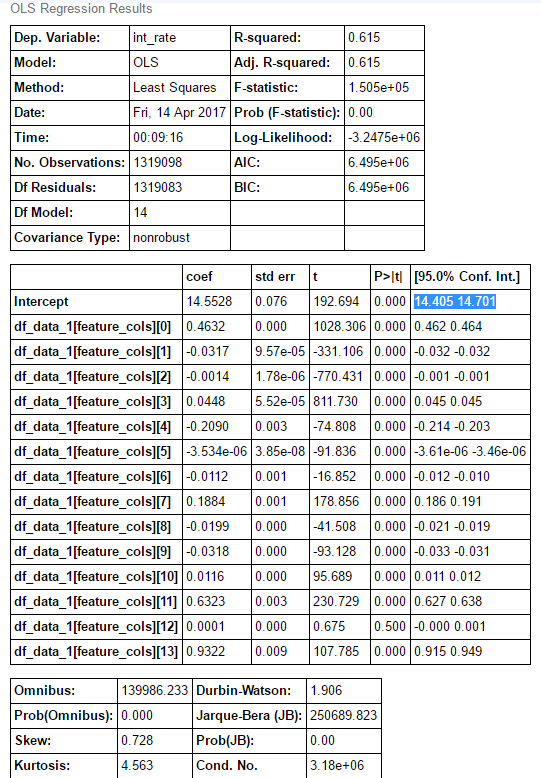 OLS Regression Results
Dep. Variable: int_rate R-squared: 0.615
Model: OLS Adj. R-squared: 0.615
Method: Least Squares F-statistic: 1.505e+05
Date: Fri, 14 Apr 2017 Prob (F-statistic): 0.00
Time: 00:09:16 Log-Likelihood: -3.2475e+06
No. Observations: 1319098 AIC: 6.495e+06
Df Residuals: 1319083 BIC: 6.495e+06
Df Model: 14
Covariance Type: nonrobust
coef std err t P>|t| [95.0% Conf. Int.]
Intercept 14.5528 0.076 192.694 0.000 14.405 14.701
df_data_1[feature_cols][0] 0.4632 0.000 1028.306 0.000 0.462 0.464
df_data_1[feature_cols][1] -0.0317 9.57e-05 -331.106 0.000 -0.032 -0.032
df_data_1[feature_cols][2] -0.0014 1.78e-06 -770.431 0.000 -0.001 -0.001
df_data_1[feature_cols][3] 0.0448 5.52e-05 811.730 0.000 0.045 0.045
df_data_1[feature_cols][4] -0.2090 0.003 -74.808 0.000 -0.214 -0.203
df_data_1[feature_cols][5] -3.534e-06 3.85e-08 -91.836 0.000 -3.61e-06 -3.46e-06
df_data_1[feature_cols][6] -0.0112 0.001 -16.852 0.000 -0.012 -0.010
df_data_1[feature_cols][7] 0.1884 0.001 178.856 0.000 0.186 0.191
df_data_1[feature_cols][8] -0.0199 0.000 -41.508 0.000 -0.021 -0.019
df_data_1[feature_cols][9] -0.0318 0.000 -93.128 0.000 -0.033 -0.031
df_data_1[feature_cols][10] 0.0116 0.000 95.689 0.000 0.011 0.012
df_data_1[feature_cols][11] 0.6323 0.003 230.729 0.000 0.627 0.638
df_data_1[feature_cols][12] 0.0001 0.000 0.675 0.500 -0.000 0.001
df_data_1[feature_cols][13] 0.9322 0.009 107.785 0.000 0.915 0.949
Omnibus: 139986.233 Durbin-Watson: 1.906
Prob(Omnibus): 0.000 Jarque-Bera (JB): 250689.823
Skew: 0.728 Prob(JB): 0.00
Kurtosis: 4.563 Cond. No. 3.18e+06